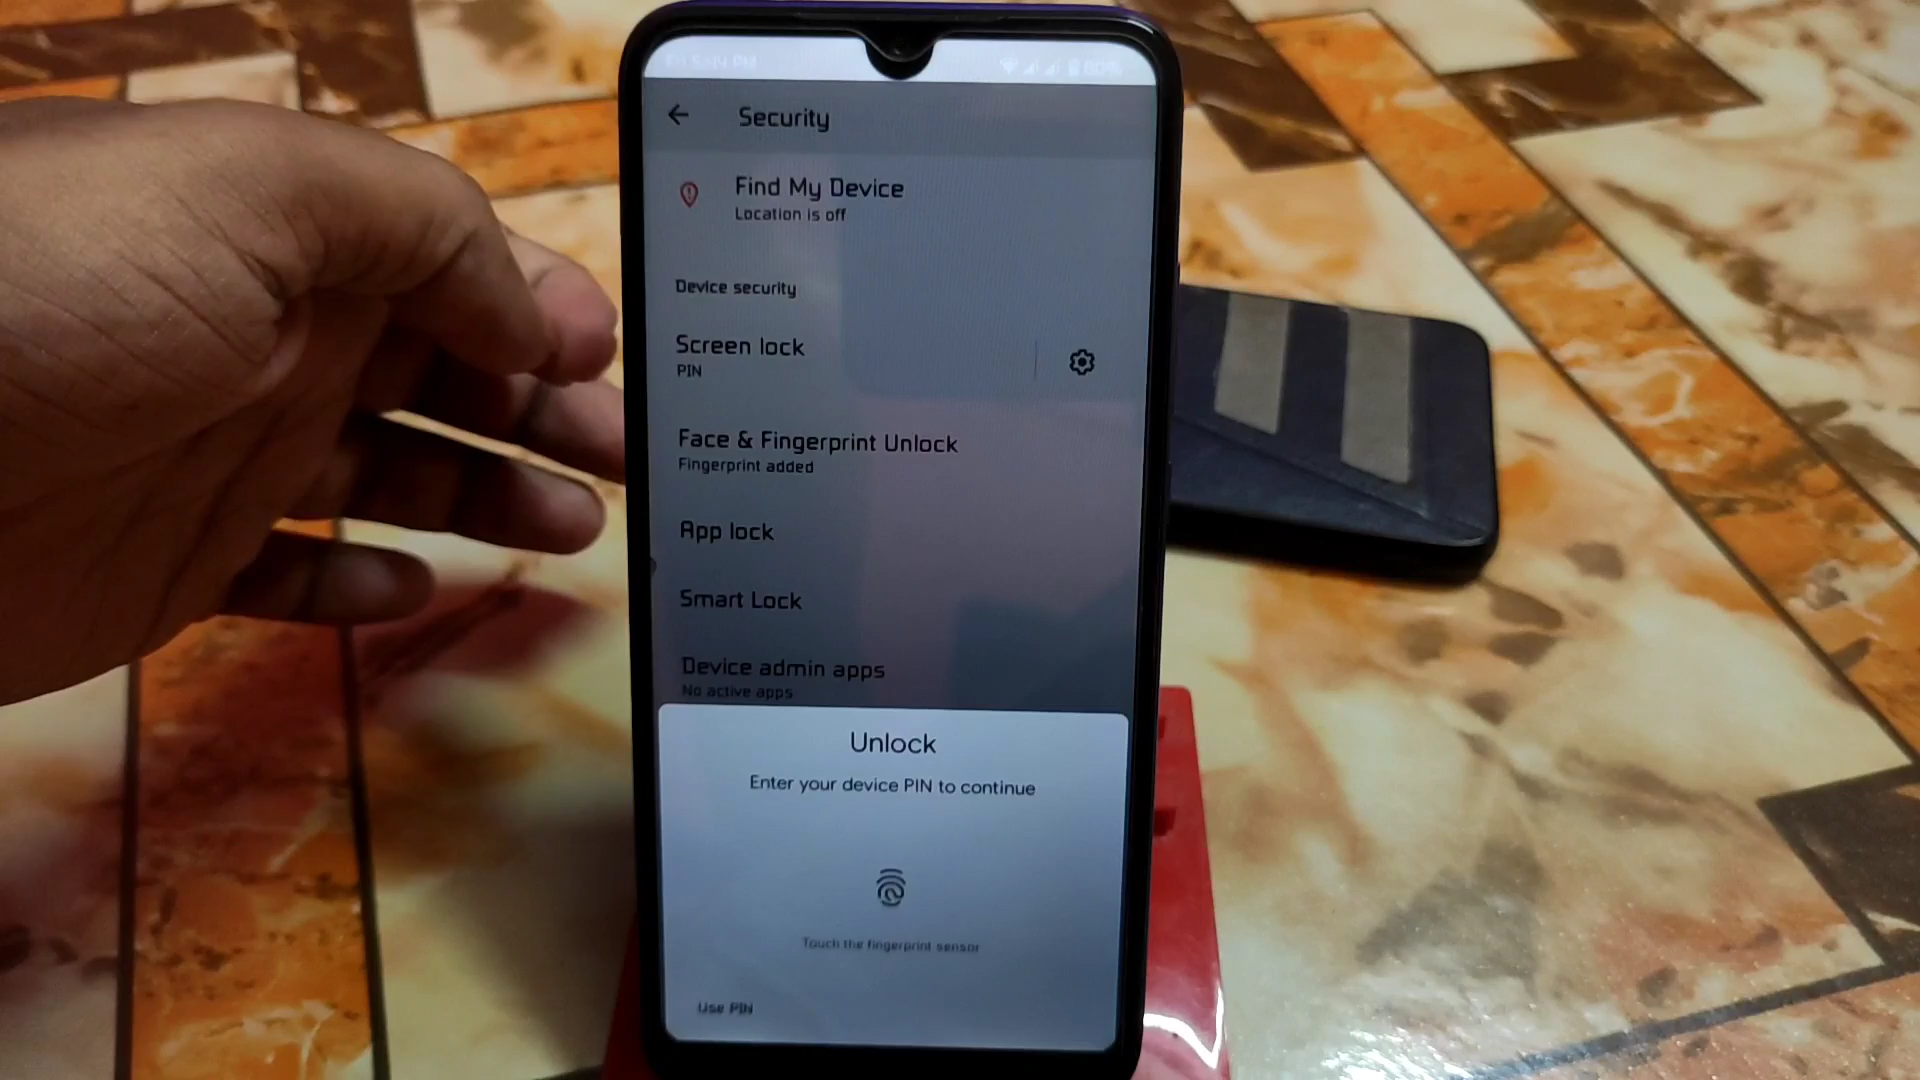 Security
Find My Device
Location is off
Device security
Screen lock
PIN
Face & Fingerprint Unlock
Fingerprint added
App lock
Smart Lock
Device admin apps
No active apps
Unlock
Enter your device PIN to continue
Touch the fingerprint sensor
Use PIN